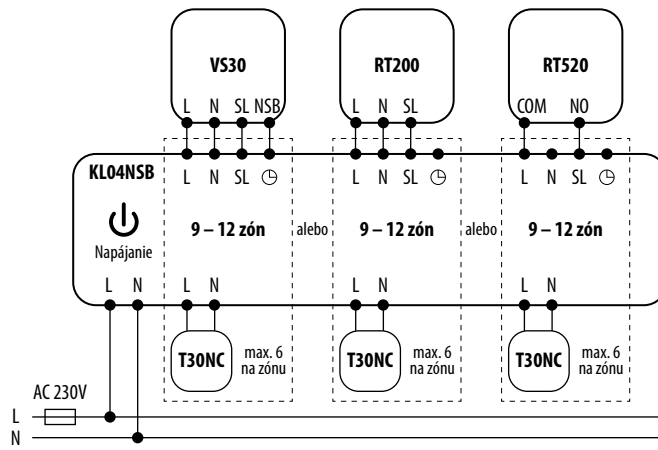 VS30 RT200 RT520
L N SL NSB L N SL COM NO
KL04NSB L N SL L N SL L N SL
9 – 12 zón alebo 9 – 12 zón alebo 9 – 12 zón
Napájanie
L N L N L N L N
T30NC max. 6 na zónu T30NC max. 6 na zónu T30NC max. 6 na zónu
AC 230V
L
N